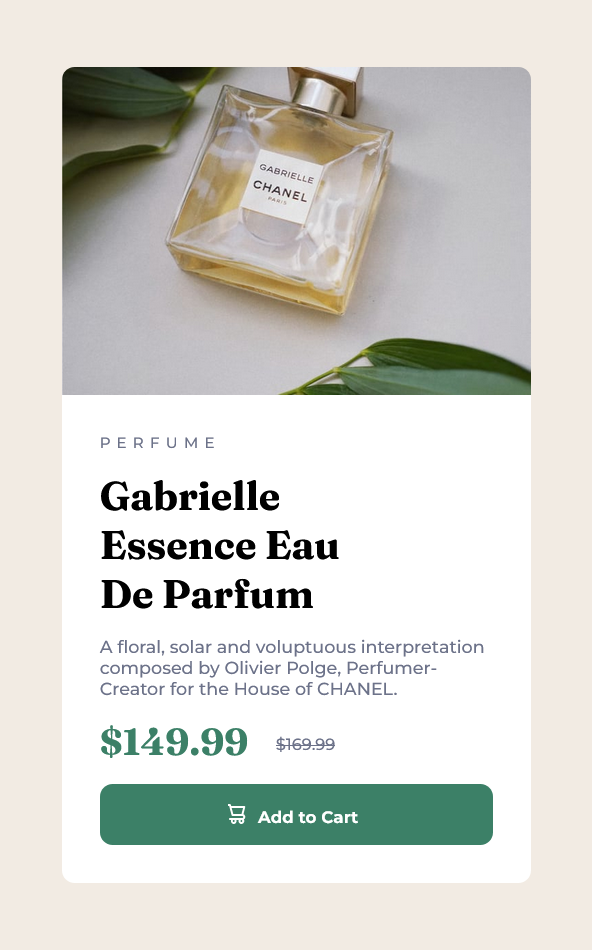 GABRIELLE
CHANEL
PARIS
PERFUME
Gabrielle
Essence Eau
De Parfum
A floral, solar and voluptuous interpretation
composed by Olivier Polge, Perfumer-
Creator for the House of CHANEL.
$149.99 $169.99
Add to Cart